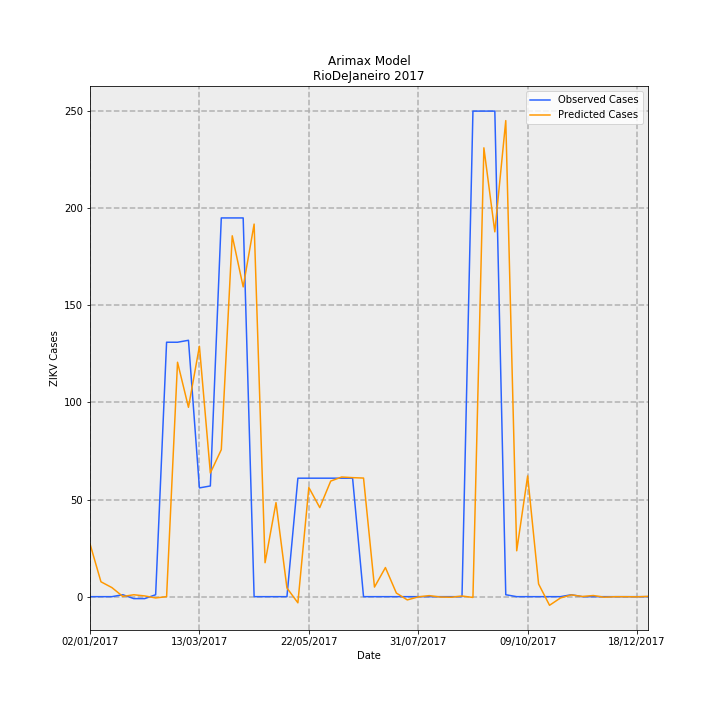 Arimax Model
RioDeJaneiro 2017
Observed Cases
Predicted Cases
250
200
150
100
50
0
ZIKV Cases
02/01/2017
13/03/2017
22/05/2017
31/07/2017
09/10/2017
18/12/2017
Date